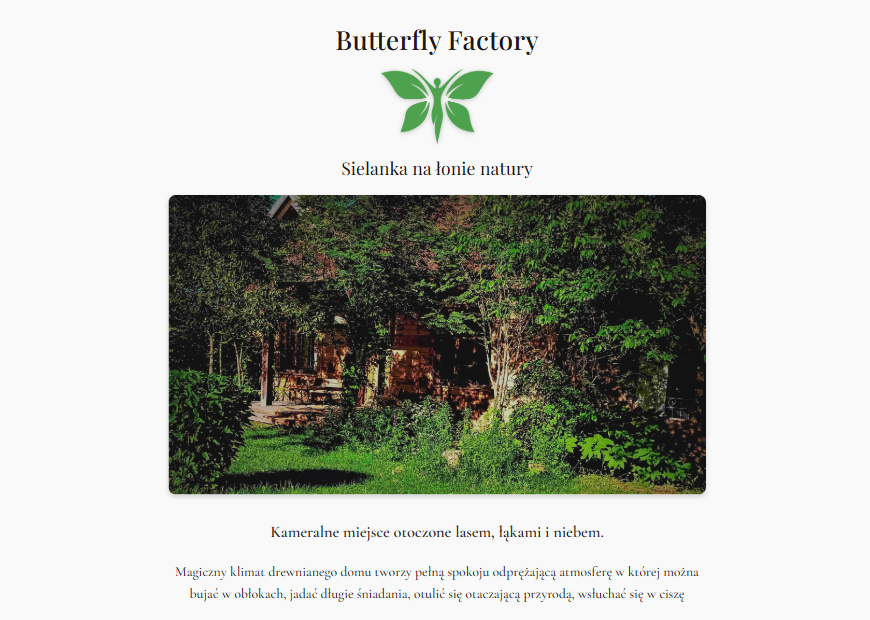 Butterfly Factory
Sielanka na łonie natury
Kameralne miejsce otoczone lasem, łąkami i niebem.
Magiczny klimat drewnianego domu tworzy pełną spokoju odprężającą atmosferę w której można
bujać w obłokach, jadać długie śniadania, otulić się otaczającą przyrodą, wsłuchać się w ciszę